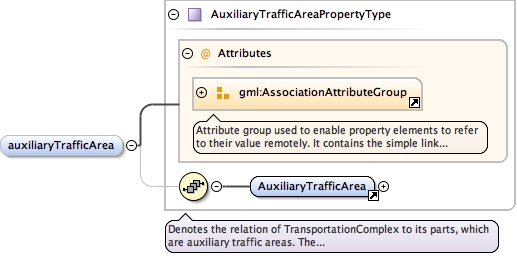 AuxiliaryTrafficAreaPropertyType
@ Attributes
gml:AssociationAttributeGroup
Attribute group used to enable property elements to refer
to their value remotely. It contains the simple link...
auxiliaryTrafficArea
AuxiliaryTrafficArea
Denotes the relation of TransportationComplex to its parts, which
are auxiliary traffic areas. The...